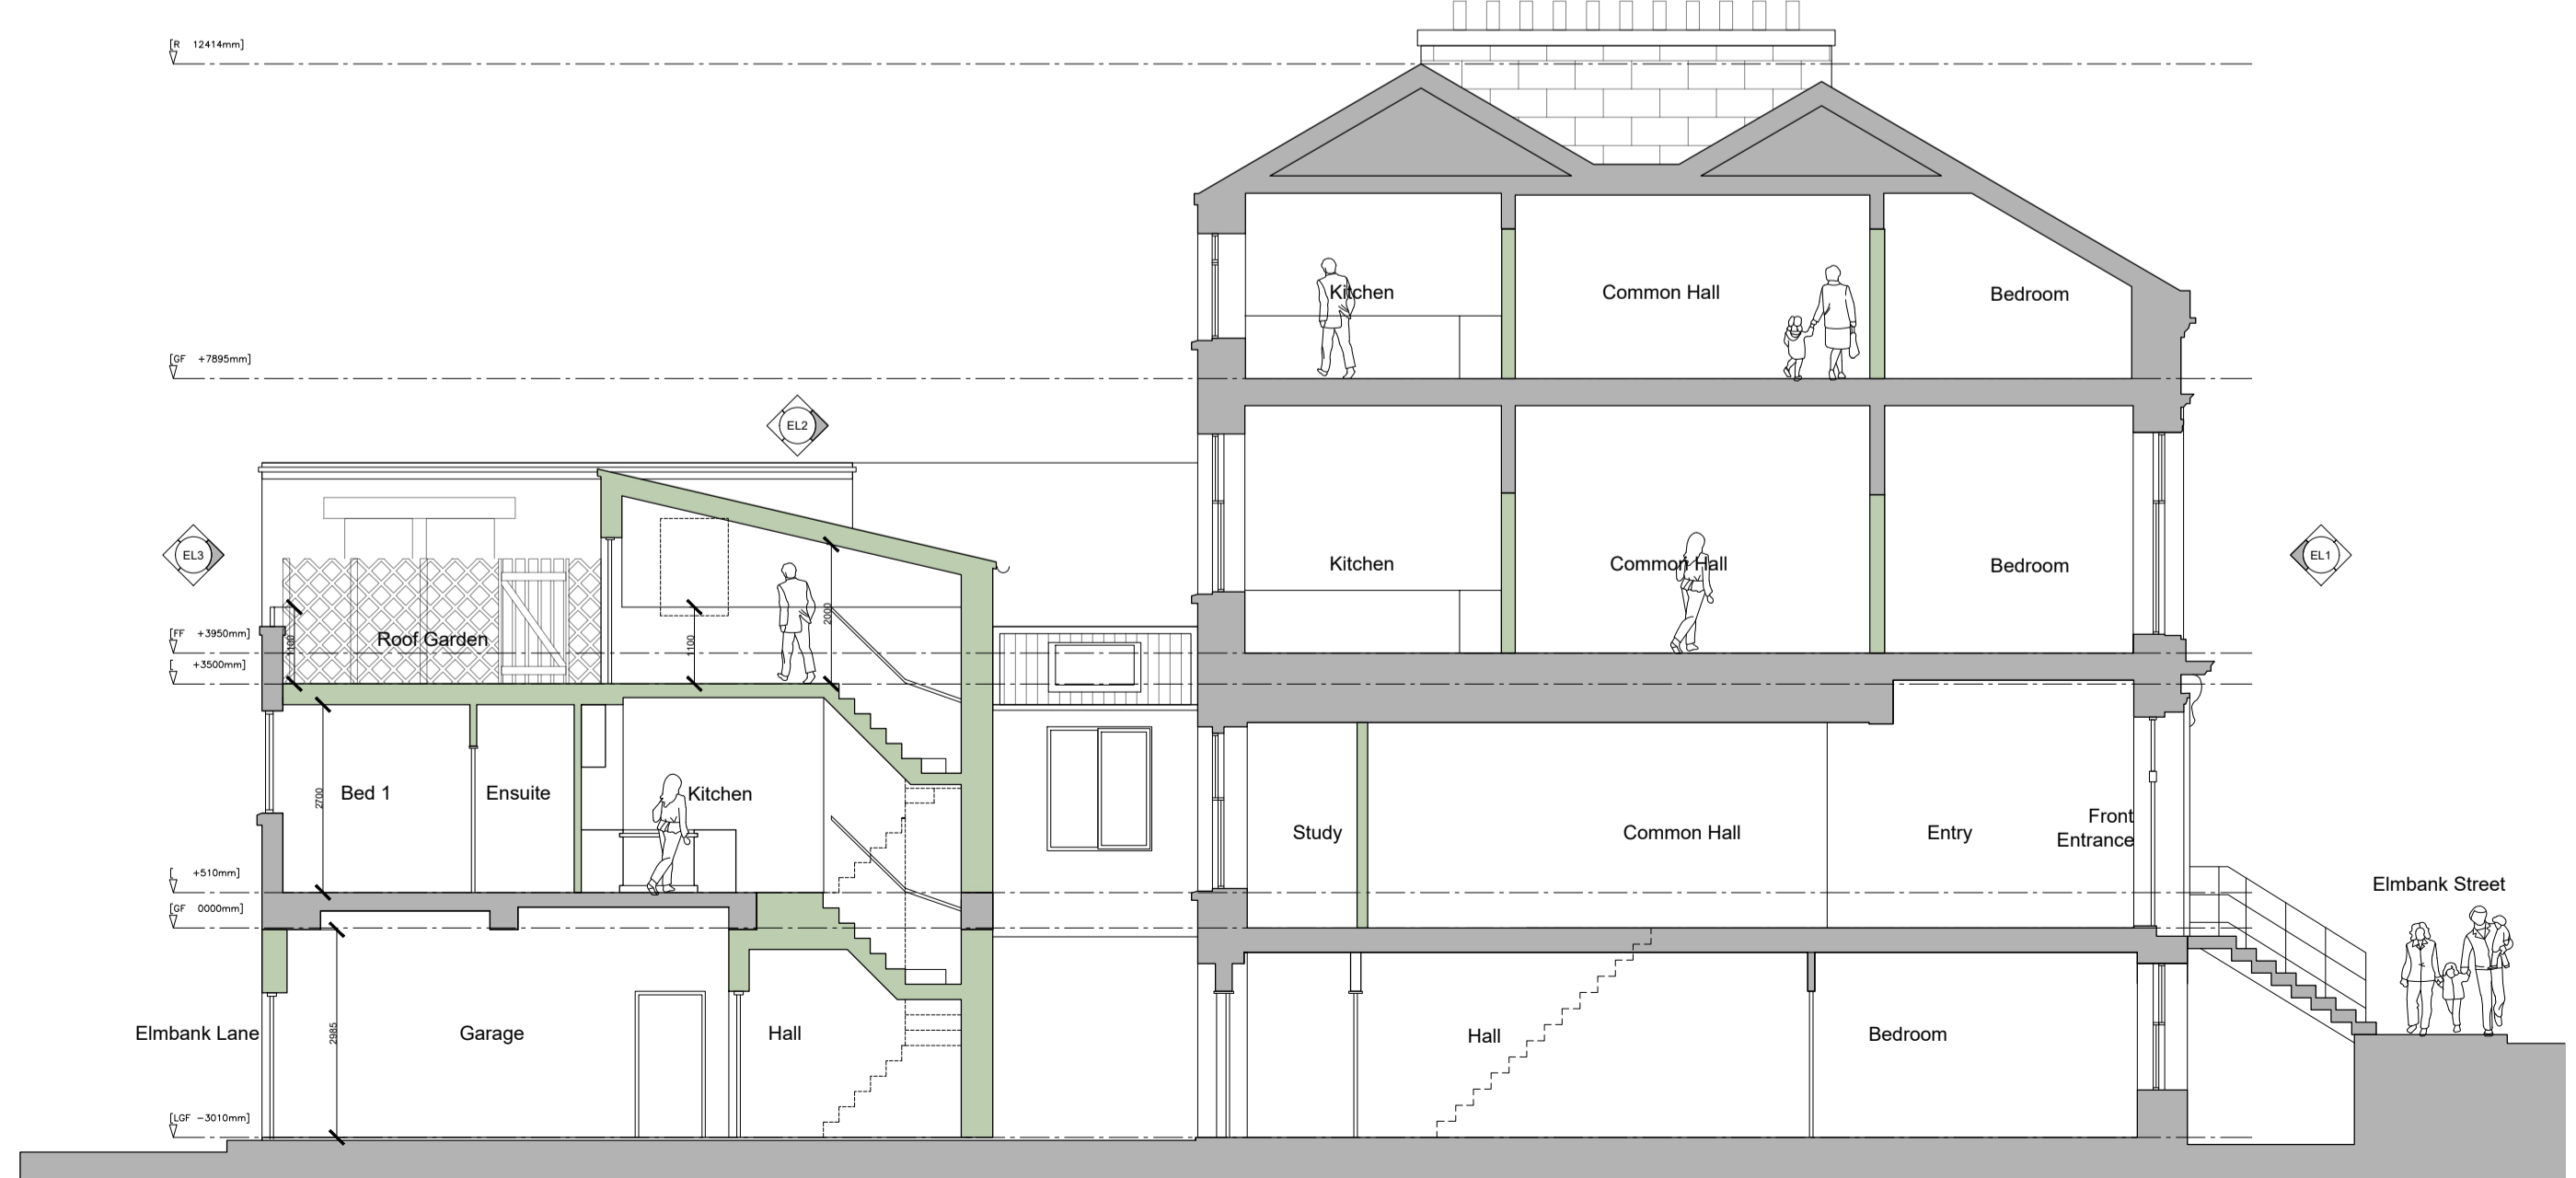 [R 12414mm]
[GF +7895mm]
EL2
EL3
EL1
Kitchen
Common Hall
Bedroom
Kitchen
Common Hall
Bedroom
[FF +3950mm]
[ +3500mm]
Roof Garden
1100
1100
2000
Bed 1
Ensuite
Kitchen
2700
Study
Common Hall
Entry
Front
Entrance
[ +510mm]
[GF 0000mm]
Elmbank Street
Elmbank Lane
2985
Garage
Hall
Hall
Bedroom
[LGF -3010mm]